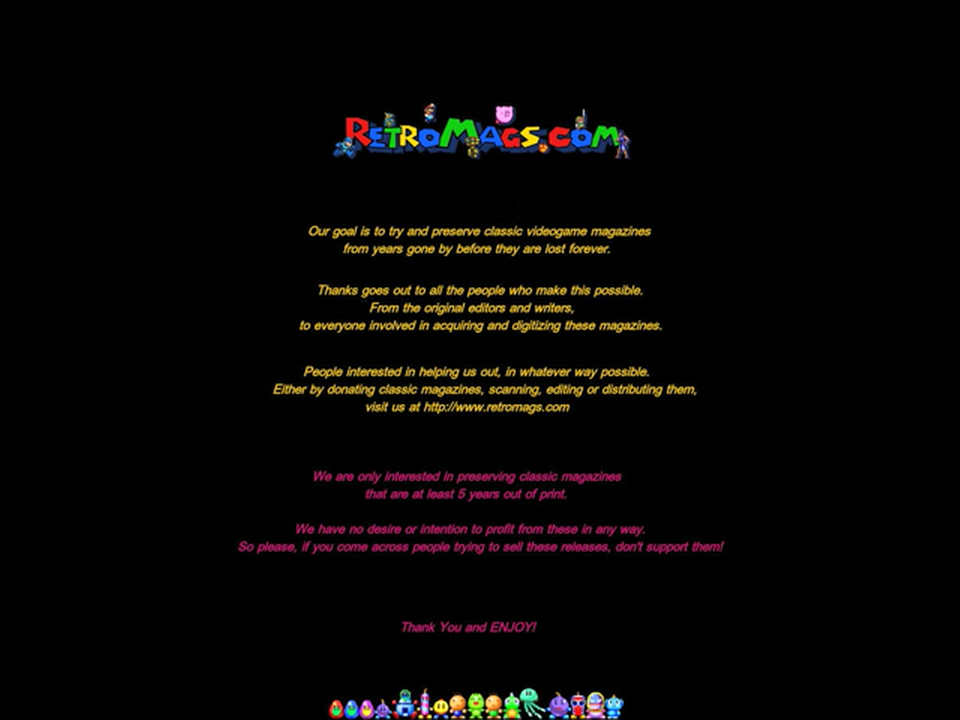 RETROMAGS.COM
Our goal is to try and preserve classic videogame magazines
from years gone by before they are lost forever.
Thanks goes out to all the people who make this possible.
From the original editors and writers,
to everyone involved in acquiring and digitizing these magazines.
People interested in helping us out, in whatever way possible.
Either by donating classic magazines, scanning, editing or distributing them,
visit us at http://www.retromags.com
We are only interested in preserving classic magazines
that are at least 5 years out of print.
We have no desire or intention to profit from these in any way.
So please, if you come across people trying to sell these releases, don't support them!
Thank You and ENJOY!